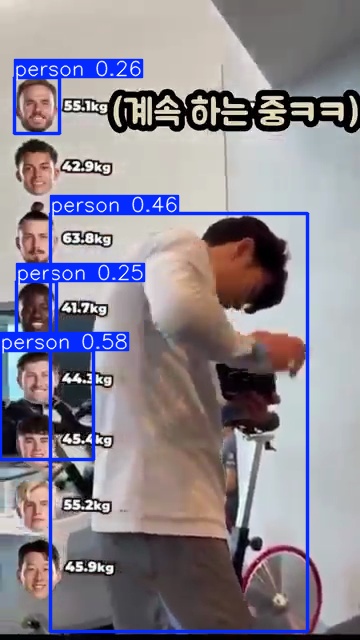 person 0.26
55.1kg
(계속 하는 중ㅋㅋ)
42.9kg
person 0.46
63.8kg
person 0.25
41.7kg
person 0.58
44.3kg
45.4kg
55.2kg
45.9kg